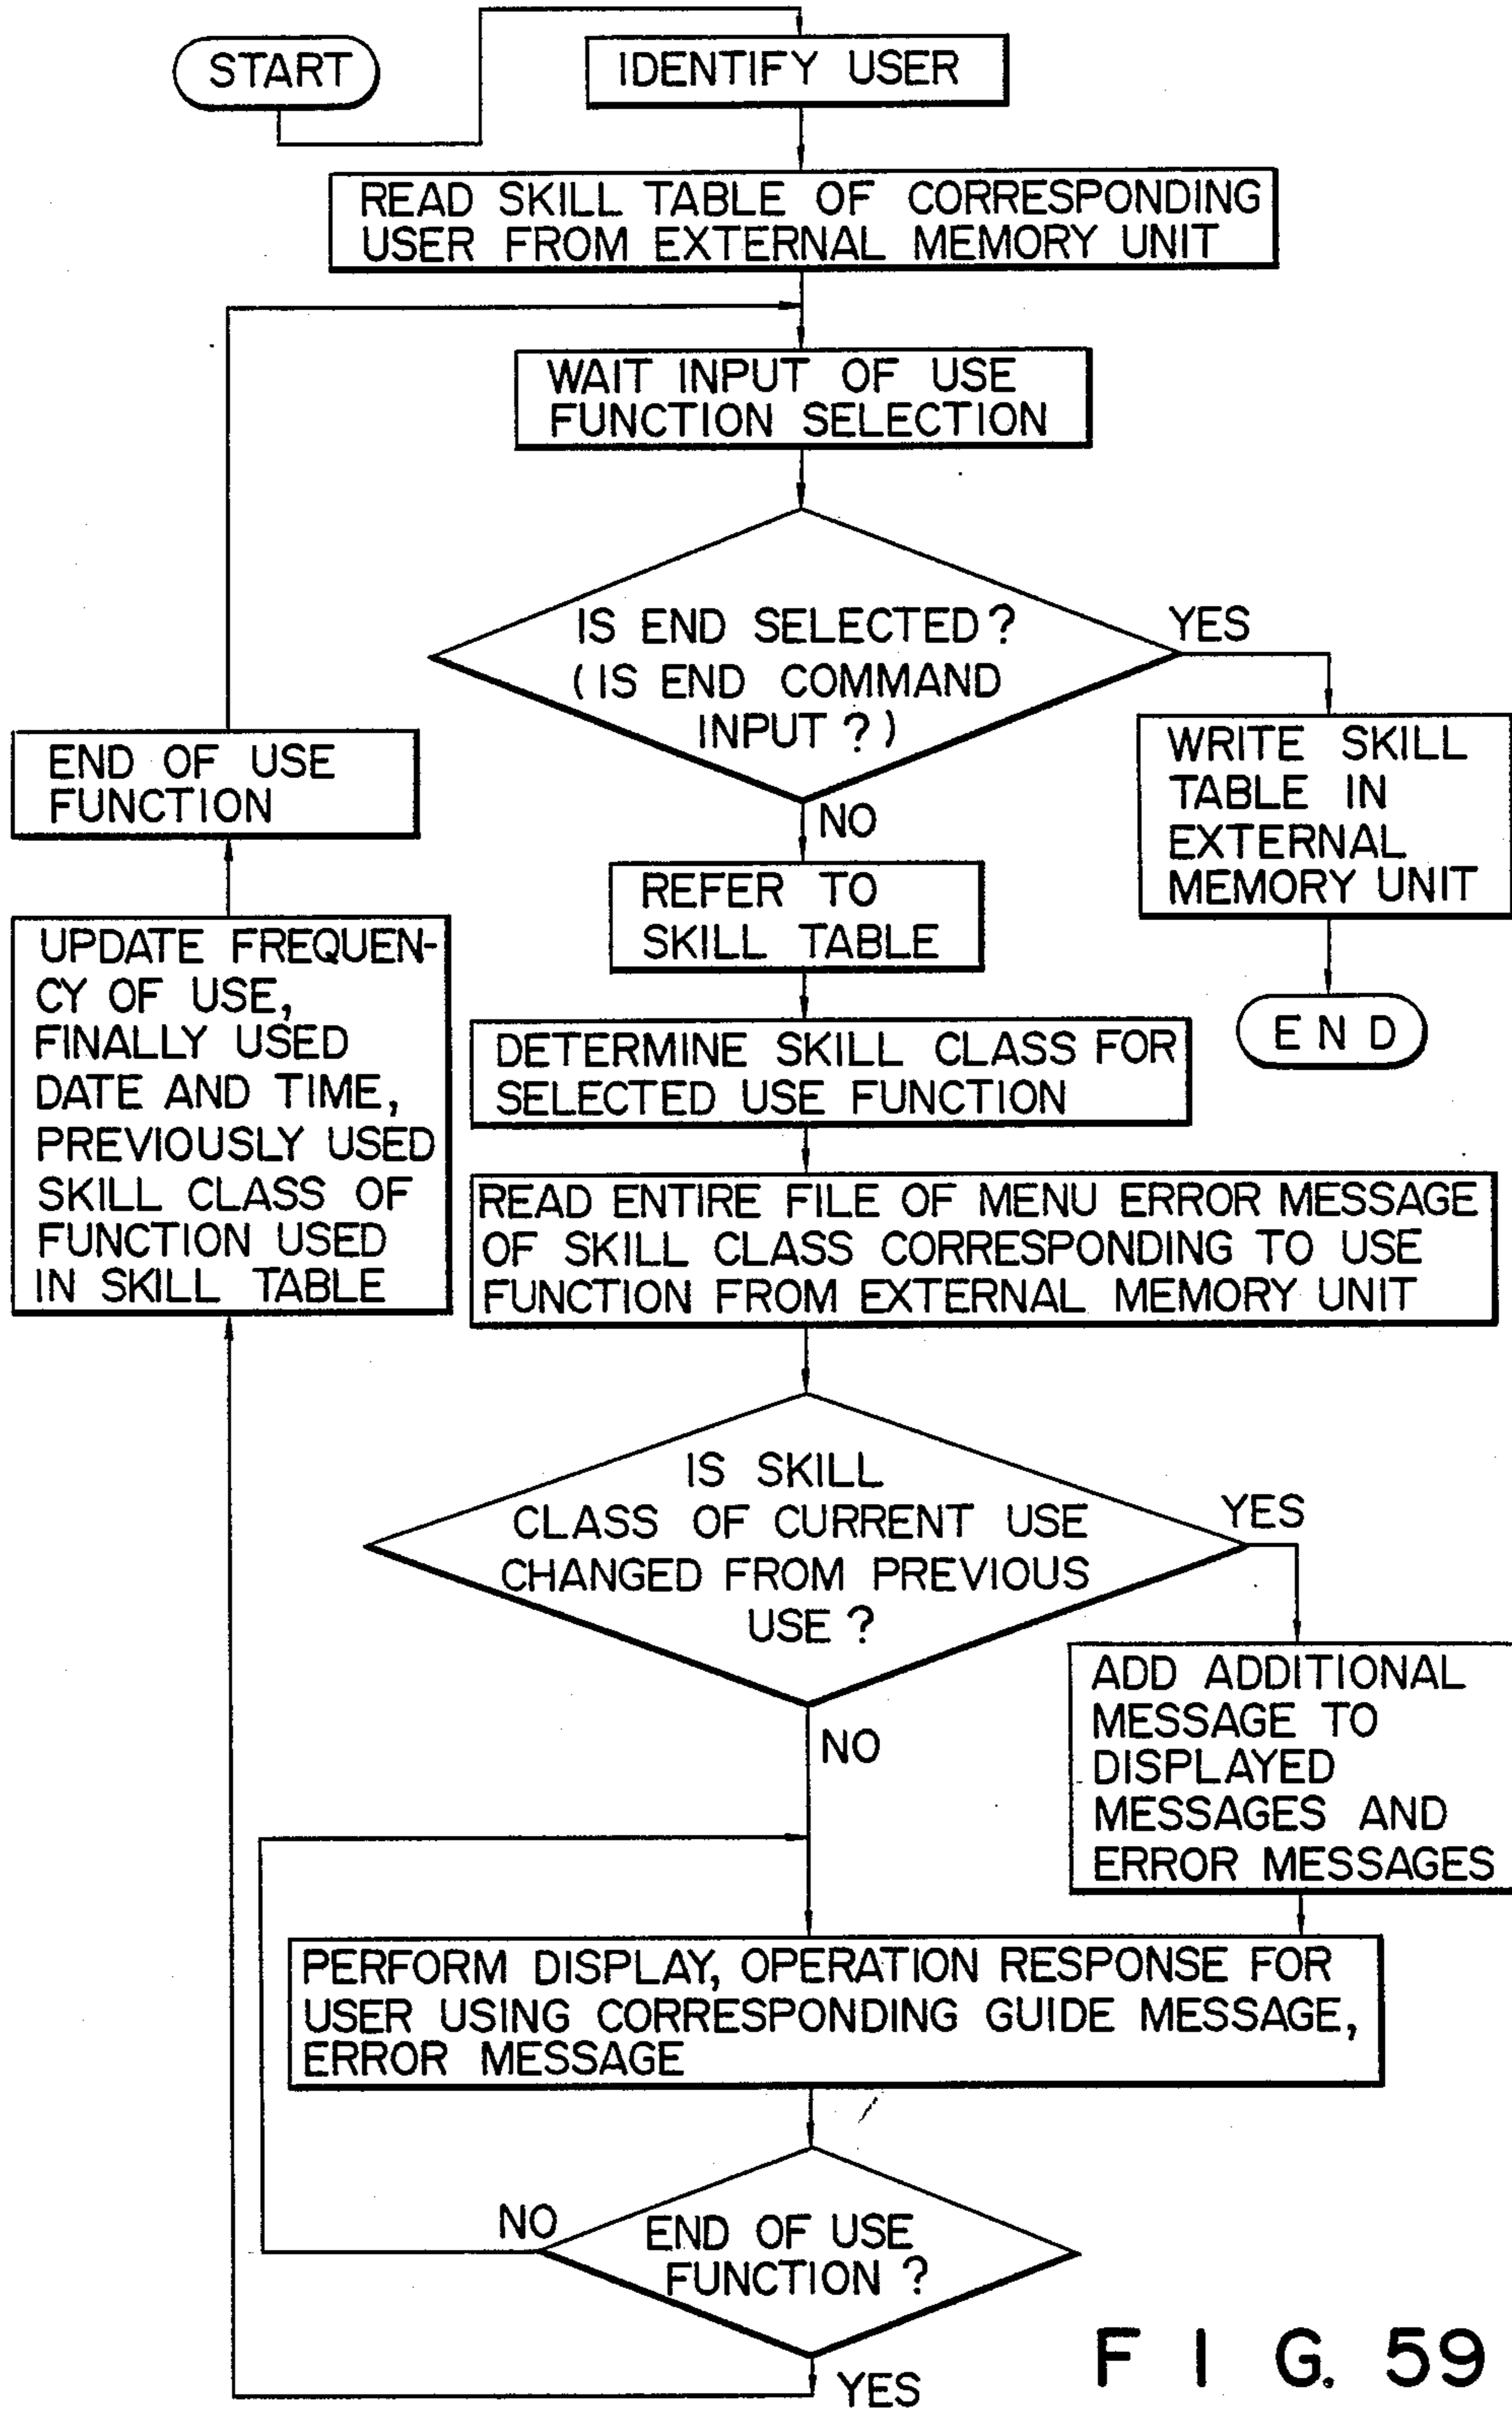 START
IDENTIFY USER
READ SKILL TABLE OF CORRESPONDING
USER FROM EXTERNAL MEMORY UNIT
WAIT INPUT OF USE
FUNCTION SELECTION
IS END SELECTED?
(IS END COMMAND
INPUT?)
YES
NO
WRITE SKILL
TABLE IN
EXTERNAL
MEMORY UNIT
END
END OF USE
FUNCTION
REFER TO
SKILL TABLE
UPDATE FREQUEN-
CY OF USE,
FINALLY USED
DATE AND TIME,
PREVIOUSLY USED
SKILL CLASS OF
FUNCTION USED
IN SKILL TABLE
DETERMINE SKILL CLASS FOR
SELECTED USE FUNCTION
READ ENTIRE FILE OF MENU ERROR MESSAGE
OF SKILL CLASS CORRESPONDING TO USE
FUNCTION FROM EXTERNAL MEMORY UNIT
IS SKILL
CLASS OF CURRENT USE
CHANGED FROM PREVIOUS
USE?
YES
NO
ADD ADDITIONAL
MESSAGE TO
DISPLAYED
MESSAGES AND
ERROR MESSAGES
PERFORM DISPLAY, OPERATION RESPONSE FOR
USER USING CORRESPONDING GUIDE MESSAGE,
ERROR MESSAGE
NO
END OF USE
FUNCTION?
YES
FIG. 59